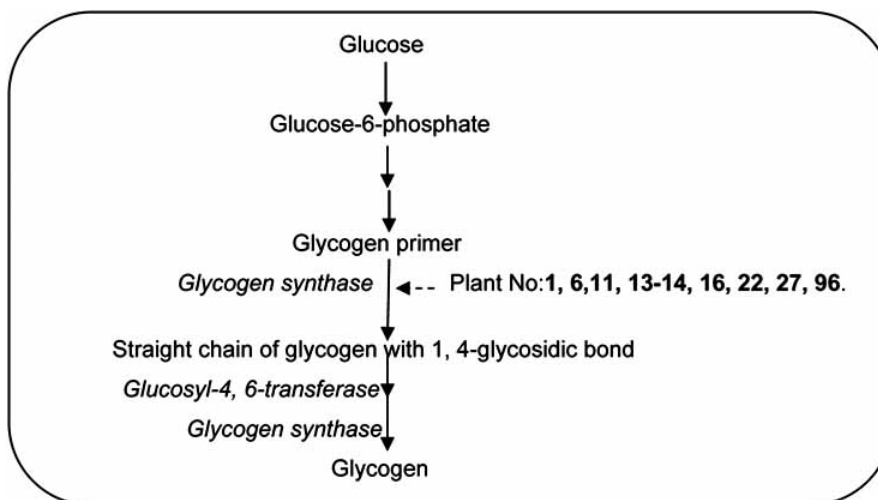 Glucose
Glucose-6-phosphate
Glycogen primer
Glycogen synthase Plant No:1, 6,11, 13-14, 16, 22, 27, 96.
Straight chain of glycogen with 1, 4-glycosidic bond
Glucosyl-4, 6-transferase
Glycogen synthase
Glycogen